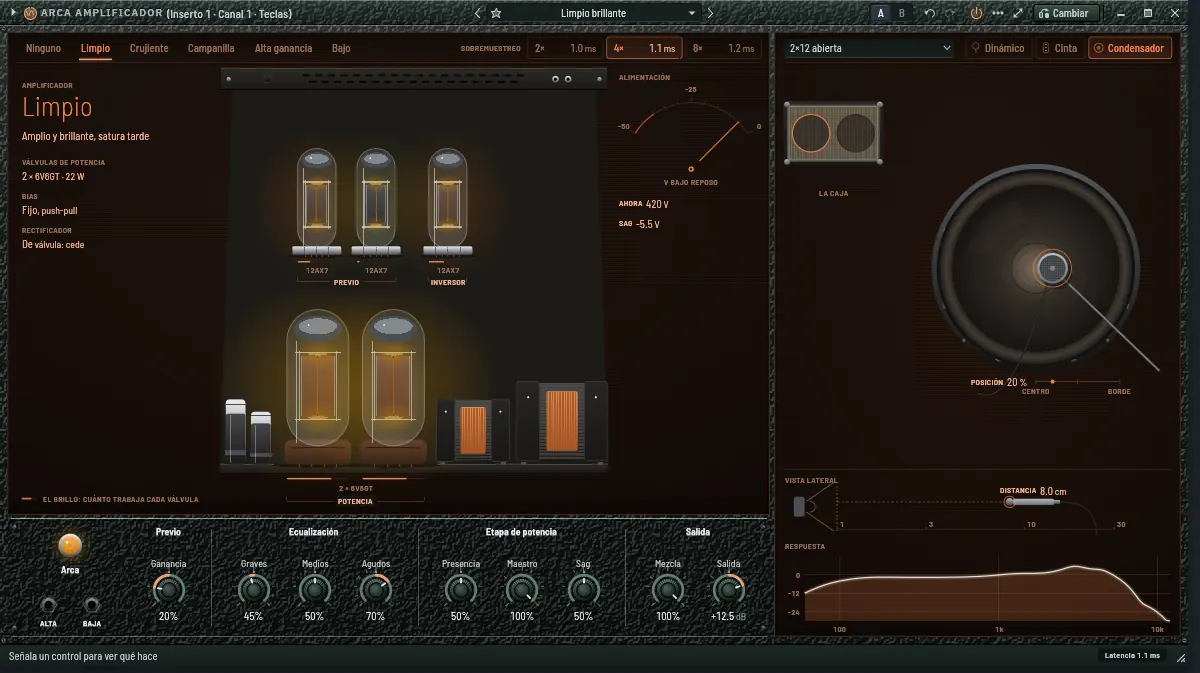 ARCA AMPLIFICADOR (Inserto 1 · Canal 1 · Teclas)
Limpio brillante
A B
Cambiar
Ninguno Limpio Crujiente Campanilla Alta ganancia Bajo
SOBREMUESTREO 2× 1.0 ms 4× 1.1 ms 8× 1.2 ms
2×12 abierta
Dinámico Cinta Condensador
AMPLIFICADOR
Limpio
Amplio y brillante, satura tarde
VÁLVULAS DE POTENCIA
2 × 6V6GT · 22 W
BIAS
Fijo, push-pull
RECTIFICADOR
De válvula: cede
12AX7 12AX7 12AX7
PREVIO INVERSOR
2 × 6V6GT
POTENCIA
EL BRILLO: CUÁNTO TRABAJA CADA VÁLVULA
ALIMENTACIÓN
-25
-50 0
V BAJO REPOSO
AHORA 420 V
SAG -5.5 V
LA CAJA
POSICIÓN 20 %
CENTRO BORDE
VISTA LATERAL
DISTANCIA 8.0 cm
1 3 10 30
RESPUESTA
0
-12
-24
100 1k 10k
Arca
ALTA BAJA
Previo
Ganancia
20%
Ecualización
Graves Medios Agudos
45% 50% 70%
Etapa de potencia
Presencia Maestro Sag
50% 100% 50%
Salida
Mezcla Salida
100% +12.5 dB
Señala un control para ver qué hace
Latencia 1.1 ms